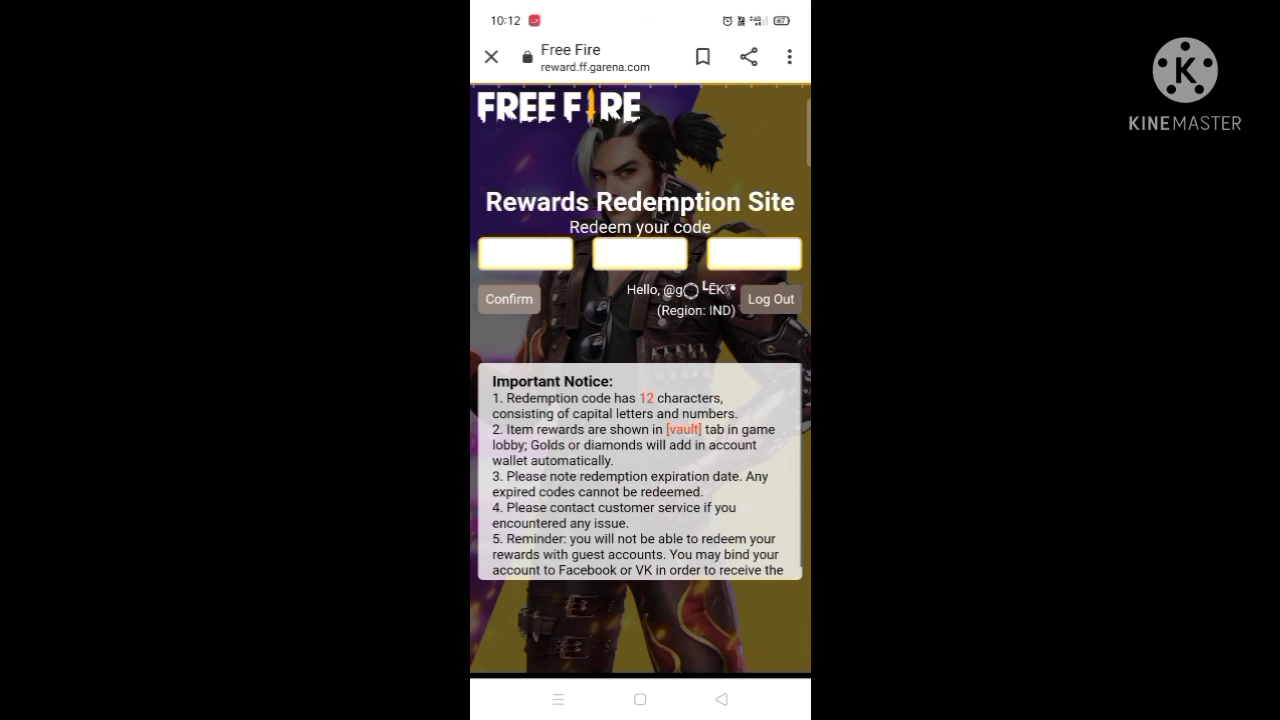 10:12
67
Free Fire
reward.ff.garena.com
FREE FIRE
Rewards Redemption Site
Redeem your code
Confirm
Hello,
(Region: IND)
Log Out
Important Notice:
1. Redemption code has 12 characters,
consisting of capital letters and numbers.
2. Item rewards are shown in [vault] tab in game
lobby; Golds or diamonds will add in account
wallet automatically.
3. Please note redemption expiration date. Any
expired codes cannot be redeemed.
4. Please contact customer service if you
encountered any issue.
5. Reminder: you will not be able to redeem your
rewards with guest accounts. You may bind your
account to Facebook or VK in order to receive the
K
KINEMASTER